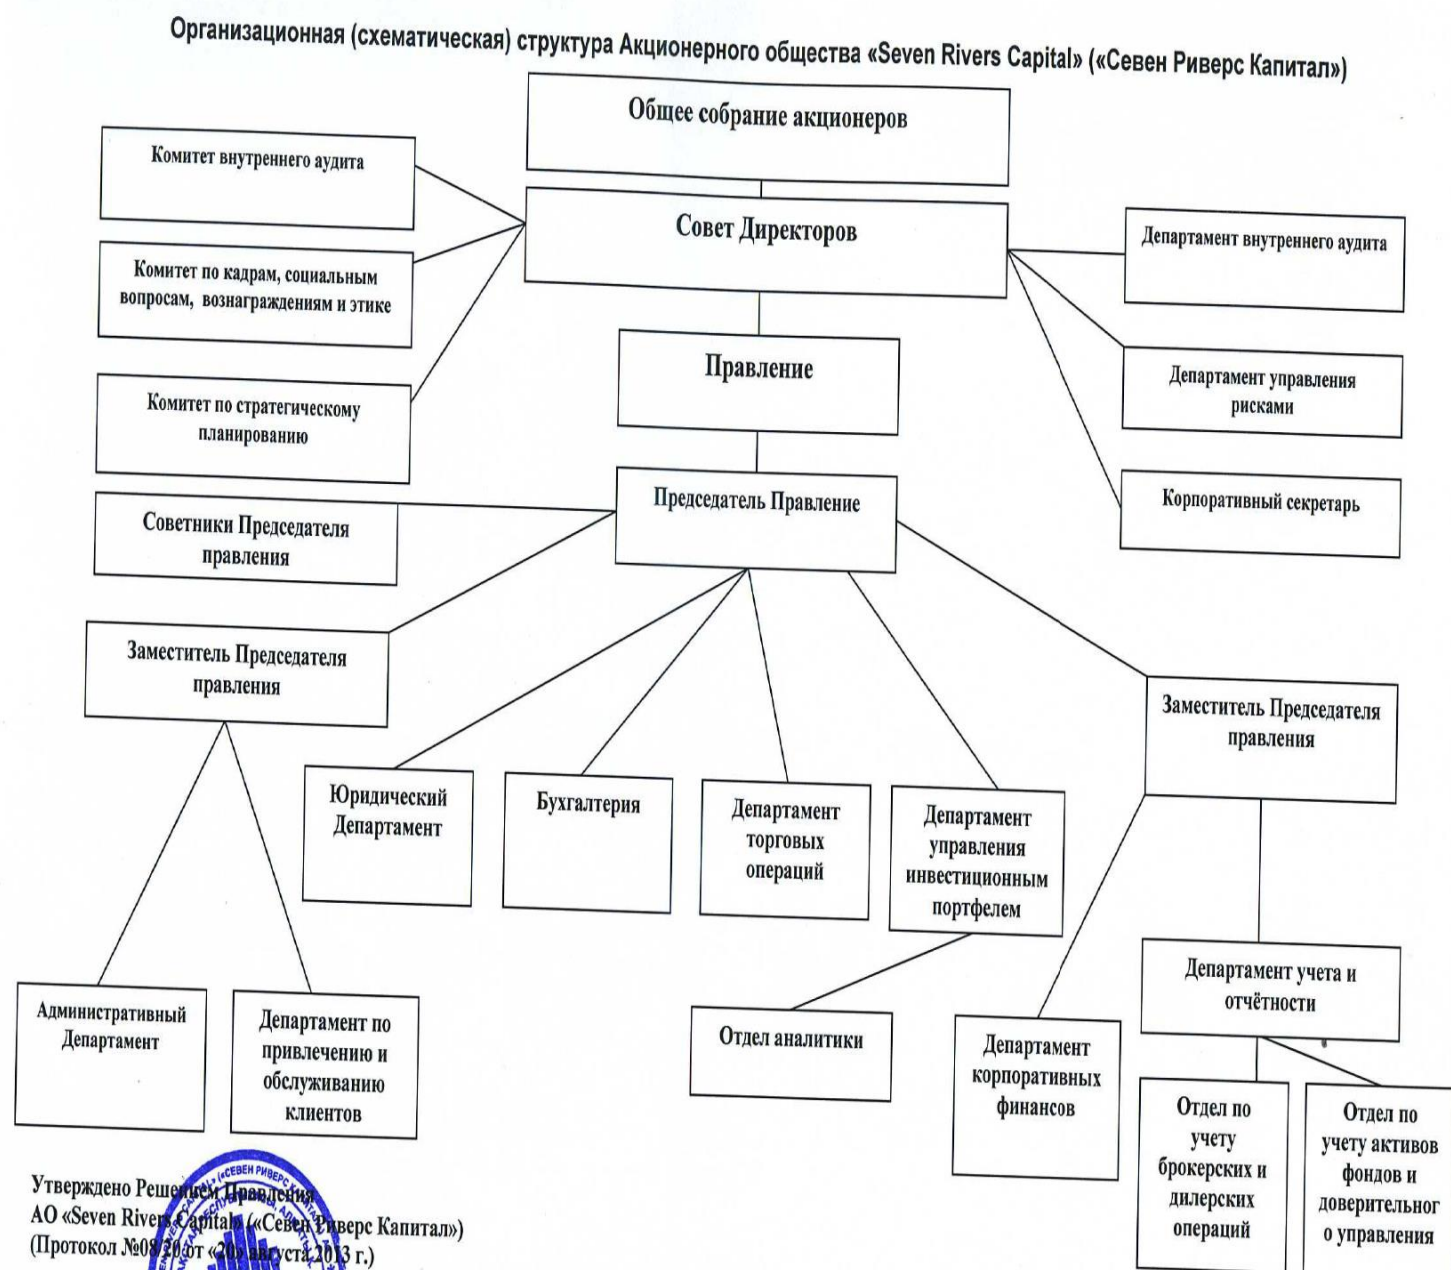 Организационная (схематическая) структура Акционерного общества «Seven Rivers Capital» («Севен Риверс Капитал»)
Общее собрание акционеров
Комитет внутреннего аудита
Совет Директоров
Департамент внутреннего аудита
Комитет по кадрам, социальным
вопросам, вознаграждениям и этике
Правление
Департамент управления
рисками
Комитет по стратегическому
планированию
Председатель Правление
Корпоративный секретарь
Советники Председателя
правления
Заместитель Председателя
правления
Заместитель Председателя
правления
Юридический
Департамент
Бухгалтерия
Департамент
торговых
операций
Департамент
управления
инвестиционным
портфелем
Департамент учета и
отчётности
Административный
Департамент
Департамент по
привлечению и
обслуживанию
клиентов
Отдел аналитики
Департамент
корпоративных
финансов
Отдел по
учету
брокерских и
дилерских
операций
Отдел по
учету активов
фондов и
доверительног
о управления
Утверждено Решением Правления
АО «Seven Rivers Capital» («Севен Риверс Капитал»)
(Протокол №08/20 от «20» августа 2013 г.)